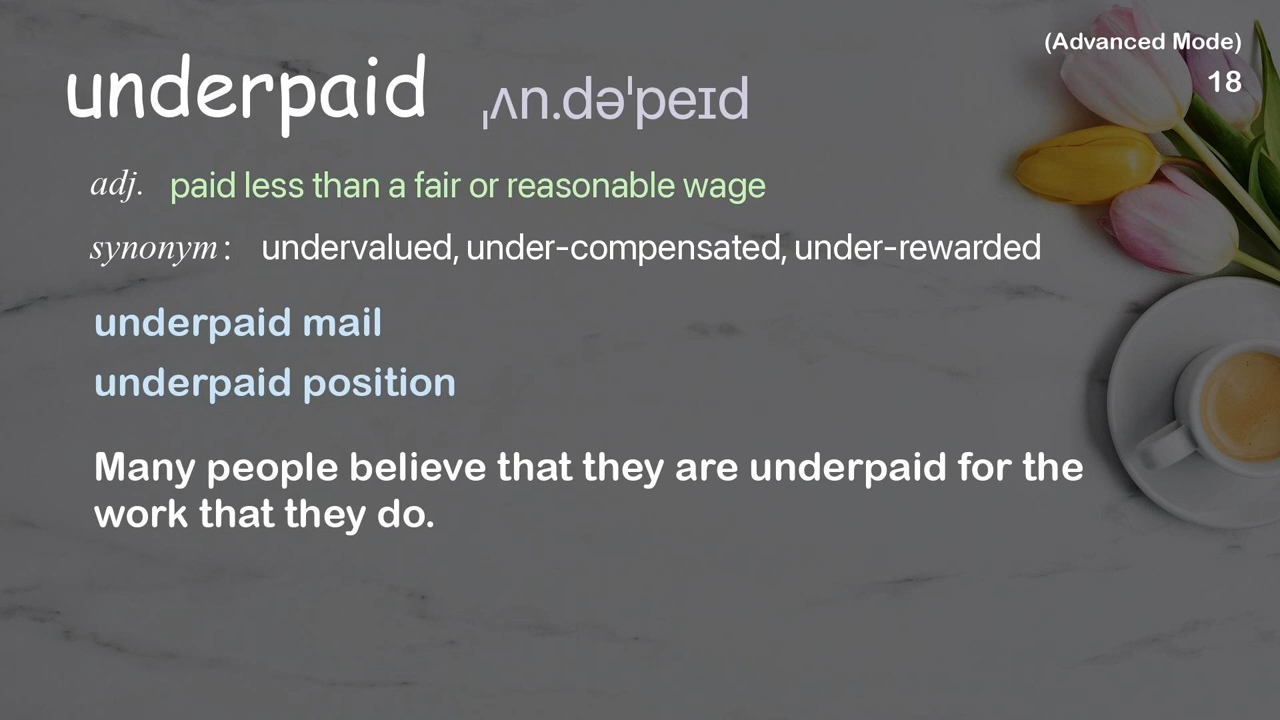 (Advanced Mode)
18
underpaid ˌʌn.dəˈpeɪd
adj. paid less than a fair or reasonable wage
synonym: undervalued, under-compensated, under-rewarded
underpaid mail
underpaid position
Many people believe that they are underpaid for the
work that they do.